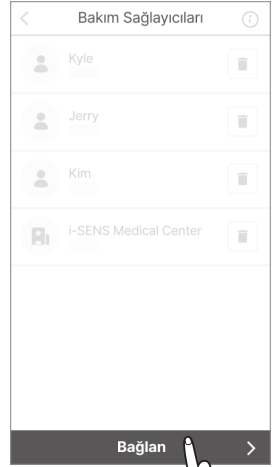 Bakım Sağlayıcıları
Kyle
Jerry
Kim
i-SENS Medical Center
Bağlan